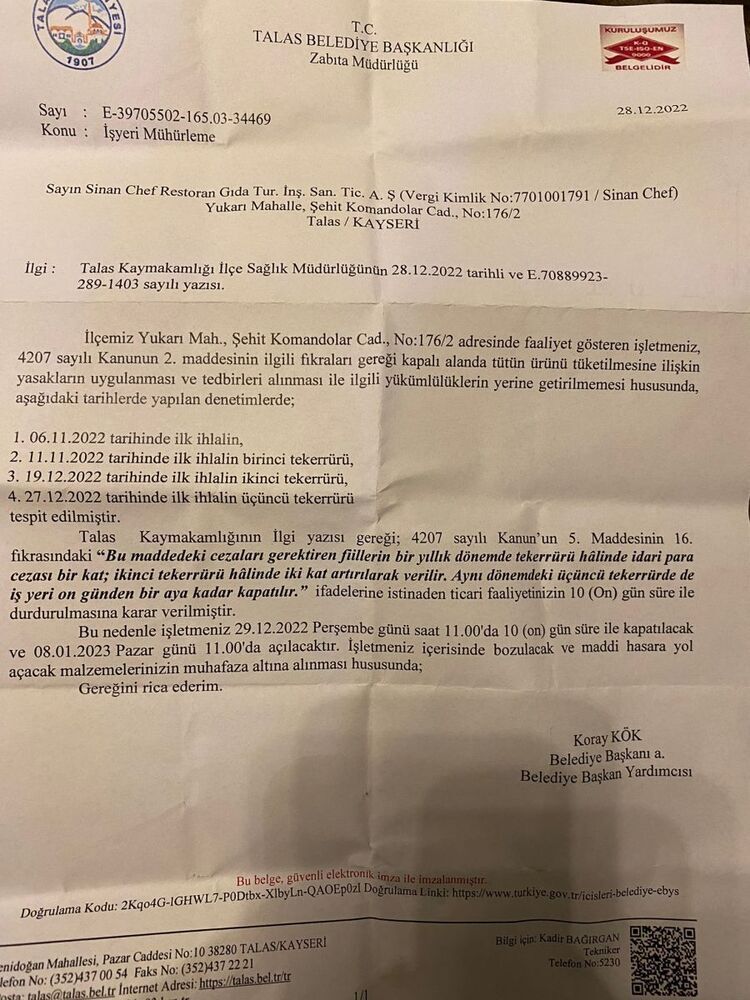 1907
T.C.
TALAS BELEDİYE BAŞKANLIĞI
Zabıta Müdürlüğü
KURULUŞUMUZ
K-Q
TSE-ISO-EN
9000
BELGELİDİR
28.12.2022
Sayı : E-39705502-165.03-34469
Konu : İşyeri Mühürleme
Sayın Sinan Chef Restoran Gıda Tur. İnş. San. Tic. A. Ş (Vergi Kimlik No:7701001791 / Sinan Chef)
Yukarı Mahalle, Şehit Komandolar Cad., No:176/2
Talas / KAYSERİ
İlgi : Talas Kaymakamlığı İlçe Sağlık Müdürlüğünün 28.12.2022 tarihli ve E.70889923-
289-1403 sayılı yazısı.
İlçemiz Yukarı Mah., Şehit Komandolar Cad., No:176/2 adresinde faaliyet gösteren işletmeniz,
4207 sayılı Kanunun 2. maddesinin ilgili fıkraları gereği kapalı alanda tütün ürünü tüketilmesine ilişkin
yasakların uygulanması ve tedbirleri alınması ile ilgili yükümlülüklerin yerine getirilmemesi hususunda,
aşağıdaki tarihlerde yapılan denetimlerde;
1. 06.11.2022 tarihinde ilk ihlalin,
2. 11.11.2022 tarihinde ilk ihlalin birinci tekerrürü,
3. 19.12.2022 tarihinde ilk ihlalin ikinci tekerrürü,
4. 27.12.2022 tarihinde ilk ihlalin üçüncü tekerrürü
tespit edilmiştir.
Talas Kaymakamlığının İlgi yazısı gereği; 4207 sayılı Kanun’un 5. Maddesinin 16.
fıkrasındaki “Bu maddedeki cezaları gerektiren fiillerin bir yıllık dönemde tekerrürü hâlinde idari para
cezası bir kat; ikinci tekerrürü hâlinde iki kat artırılarak verilir. Aynı dönemdeki üçüncü tekerrürde de
iş yeri on günden bir aya kadar kapatılır.” ifadelerine istinaden ticari faaliyetinizin 10 (On) gün süre ile
durdurulmasına karar verilmiştir.
Bu nedenle işletmeniz 29.12.2022 Perşembe günü saat 11.00'da 10 (on) gün süre ile kapatılacak
ve 08.01.2023 Pazar günü 11.00'da açılacaktır. İşletmeniz içerisinde bozulacak ve maddi hasara yol
açacak malzemelerinizin muhafaza altına alınması hususunda;
Gereğini rica ederim.
Koray KÖK
Belediye Başkanı a.
Belediye Başkan Yardımcısı
Bu belge, güvenli elektronik imza ile imzalanmıştır.
Doğrulama Kodu: 2Kqo4G-lGHWL7-P0Dtbx-XlbyLn-QAOEp0zl Doğrulama Linki: https://www.turkiye.gov.tr/icisleri-belediye-ebys
enidoğan Mahallesi, Pazar Caddesi No:10 38280 TALAS/KAYSERİ
lefon No: (352)437 00 54 Faks No: (352)437 22 21
osta: talas@talas.bel.tr İnternet Adresi: https://talas.bel.tr/tr
Bilgi için: Kadir BAĞIRGAN
Tekniker
Telefon No:5230
1/1